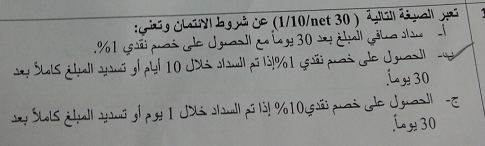 تعبر الصيغة التالية ( 1/10/net 30) عن شروط الائتمان وتعني:
أ- سداد صافي المبلغ بعد 30 يوماً مع الحصول على خصم نقدي 1%.
ب- الحصول على خصم نقدي 1%إذا تم السداد خلال 10 أيام أو تسديد المبلغ كاملاً بعد
30 يوماً.
ج- الحصول على خصم نقدي10% إذا تم السداد خلال 1 يوم أو تسديد المبلغ كاملاً بعد
30 يوماً.